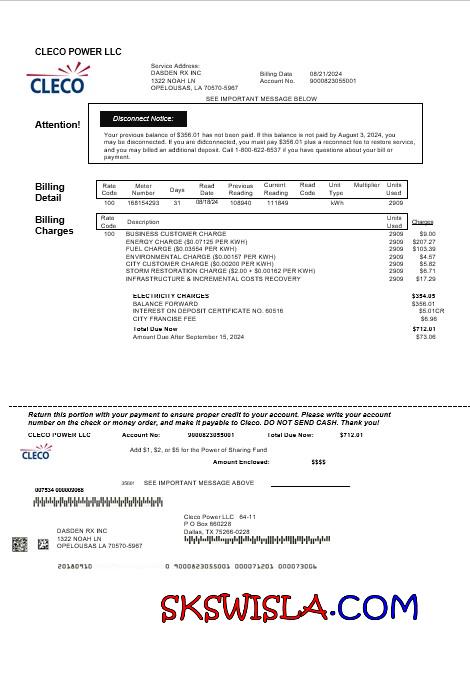 CLECO POWER LLC
CLECO
Service Address:
DASDEN RX INC
1322 NOAH LN
OPELOUSAS, LA 70570-5967
Billing Date 08/21/2024
Account No. 9000823055001
SEE IMPORTANT MESSAGE BELOW
Attention!
Disconnect Notice:
Your previous balance of $356.01 has not been paid. If this balance is not paid by August 3, 2024, you
may be disconnected. If you are didconnected, you must pay $356.01 plus a reconnect fee to restore service,
and you may billed an additional deposit. Call 1-800-622-6537 if you have questions about your bill or
payment.
Billing Detail
Rate Code Meter Number Days Read Date Previous Reading Current Reading Read Code Unit Type Multiplier Units Used
100 168154293 31 08/18/24 108940 111849 kWh 2909
Billing Charges
Rate Code Description Units Used Charges
100 BUSINESS CUSTOMER CHARGE 2909 $9.00
ENERGY CHARGE ($0.07125 PER KWH) 2909 $207.27
FUEL CHARGE ($0.03554 PER KWH) 2909 $103.39
ENVIRONMENTAL CHARGE ($0.00157 PER KWH) 2909 $4.57
CITY CUSTOMER CHARGE ($0.00200 PER KWH) 2909 $5.82
STORM RESTORATION CHARGE ($2.00 + $0.00162 PER KWH) 2909 $6.71
INFRASTRUCTURE & INCREMENTAL COSTS RECOVERY 2909 $17.29
ELECTRICITY CHARGES $354.05
BALANCE FORWARD $356.01
INTEREST ON DEPOSIT CERTIFICATE NO. 60516 $5.01CR
CITY FRANCISE FEE $6.96
Total Due Now $712.01
Amount Due After September 15, 2024 $73.06
Return this portion with your payment to ensure proper credit to your account. Please write your account
number on the check or money order, and make it payable to Cleco. DO NOT SEND CASH. Thank you!
CLECO POWER LLC Account No: 9000823055001 Total Due Now: $712.01
CLECO
Add $1, $2, or $5 for the Power of Sharing Fund
Amount Enclosed: $$$$
SEE IMPORTANT MESSAGE ABOVE
007534 000009068
Cleco Power LLC 64-11
P O Box 660228
Dallas, TX 75266-0228
DASDEN RX INC
1322 NOAH LN
OPELOUSAS LA 70570-5967
20180910 0 9000823055001 000071201 000073006
SKSWISLA.COM